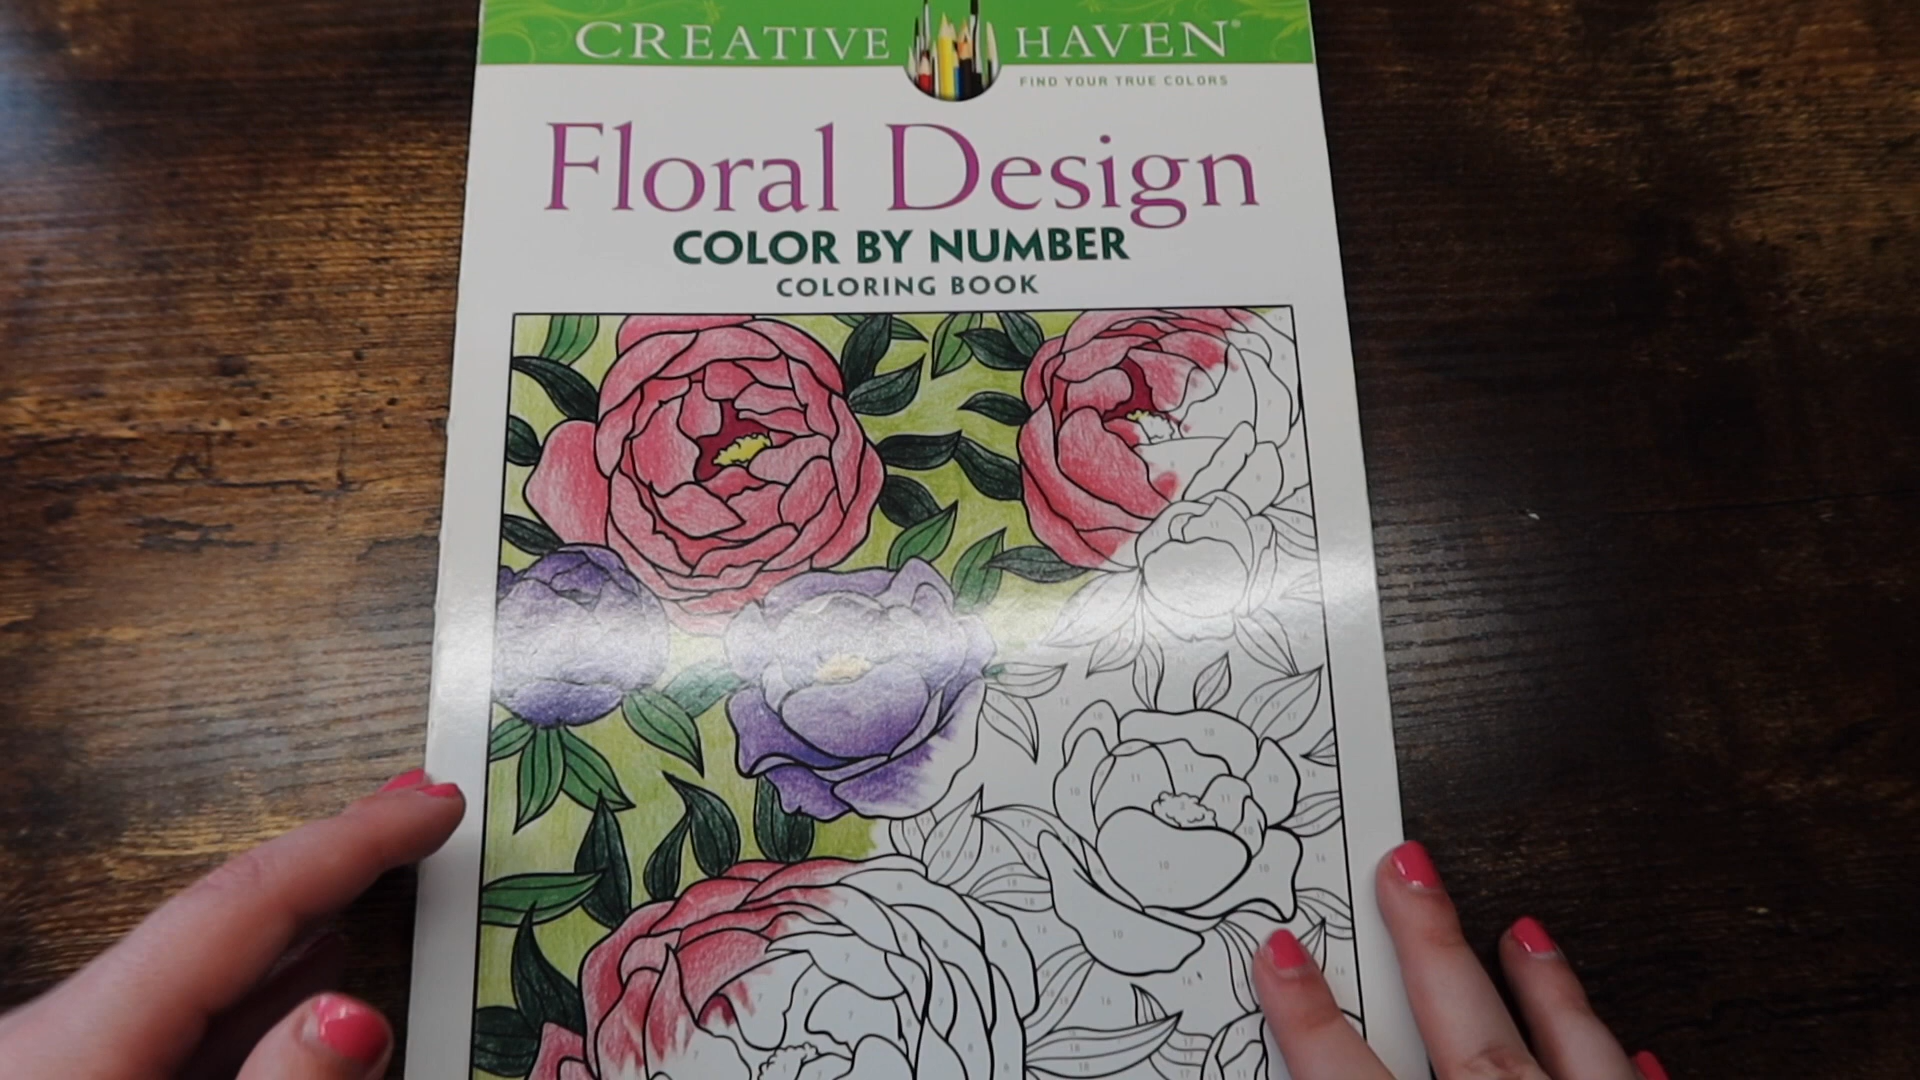 CREATIVE HAVEN®
FIND YOUR TRUE COLORS
Floral Design
COLOR BY NUMBER
COLORING BOOK